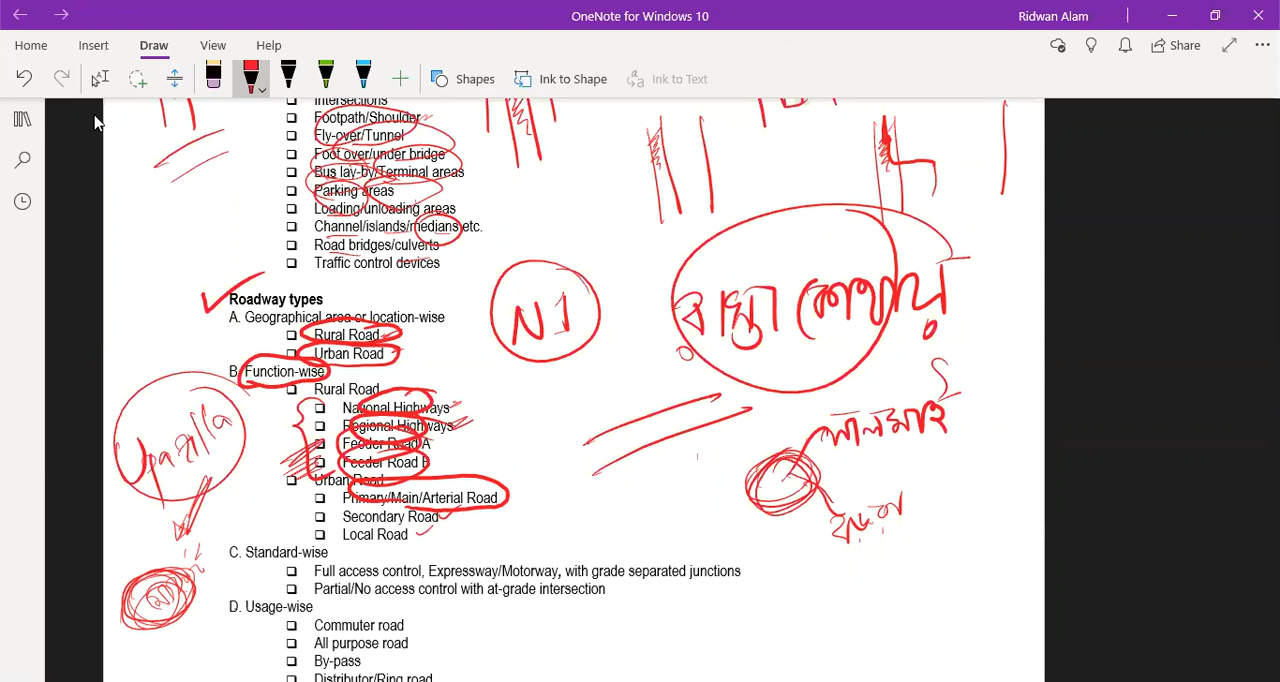 OneNote for Windows 10
Ridwan Alam
Home Insert Draw View Help
Share
Shapes Ink to Shape Ink to Text
Intersections
Footpath/Shoulder
Fly-over/Tunnel
Foot over/under bridge
Bus lay-by/Terminal areas
Parking areas
Loading/unloading areas
Channel/islands/medians etc.
Road bridges/culverts
Traffic control devices
Roadway types
A. Geographical area or location-wise
Rural Road
Urban Road
B. Function-wise
Rural Road
National Highways
Regional Highways
Feeder Road A
Feeder Road B
Urban Road
Primary/Main/Arterial Road
Secondary Road
Local Road
C. Standard-wise
Full access control, Expressway/Motorway, with grade separated junctions
Partial/No access control with at-grade intersection
D. Usage-wise
Commuter road
All purpose road
By-pass
Distributor/Ring road
N1
রাস্তা কোথায়
লালমাই
বরুড়া